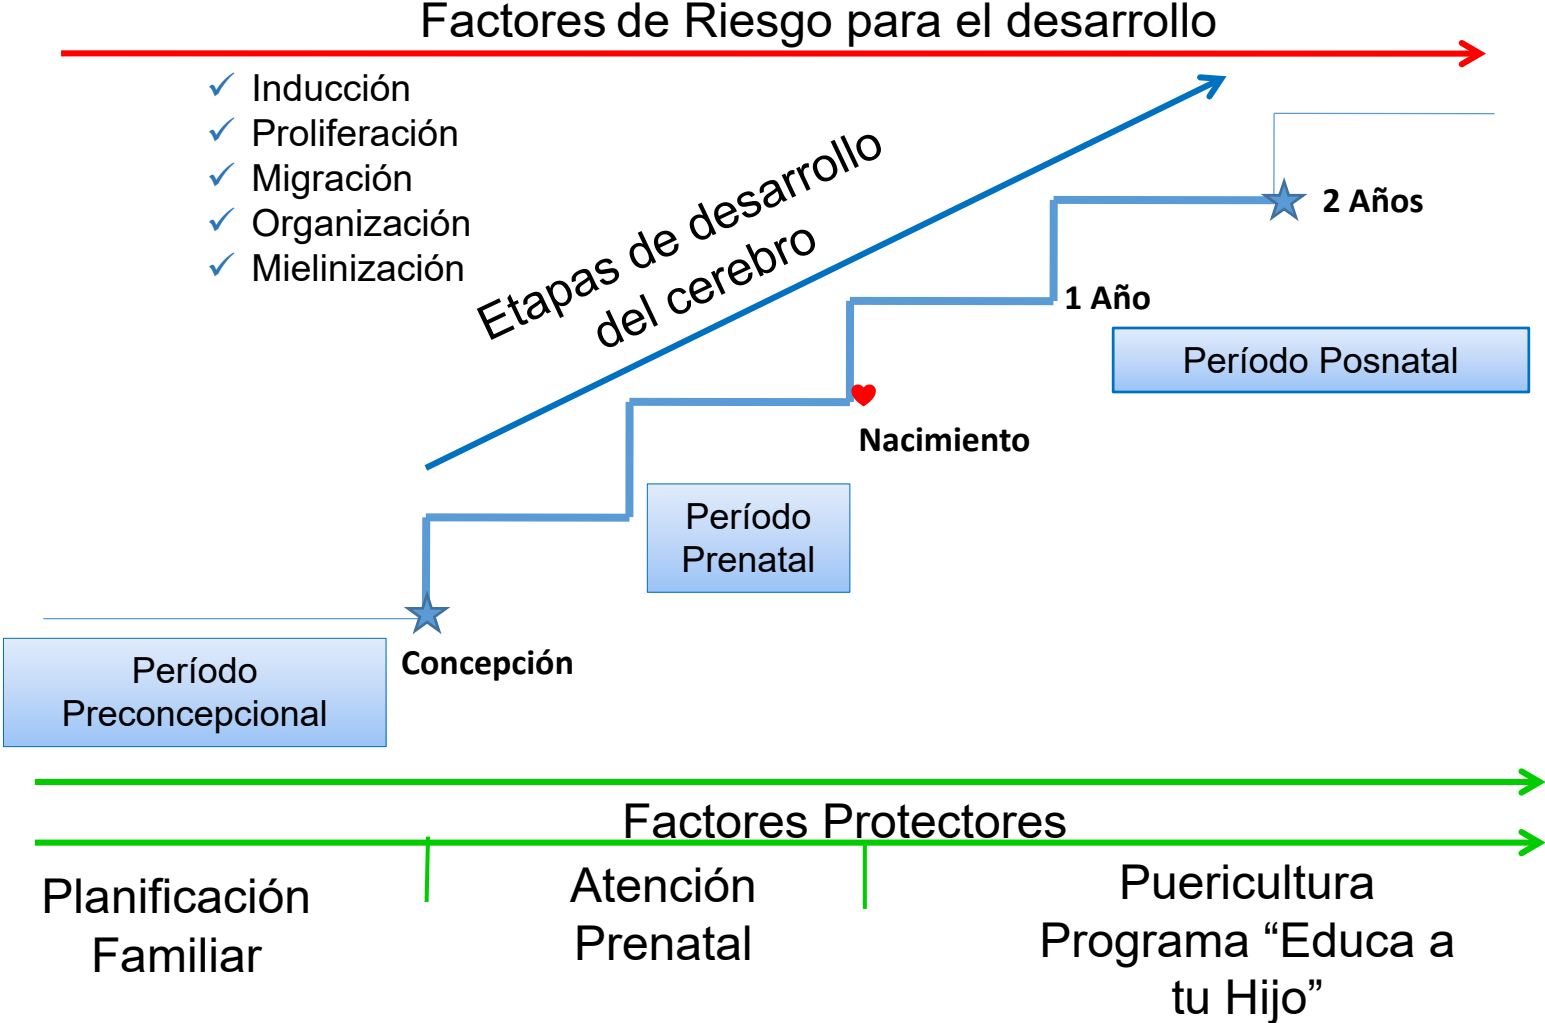 Factores de Riesgo para el desarrollo
Inducción
Proliferación
Migración
Organización
Mielinización
Etapas de desarrollo
del cerebro
2 Años
1 Año
Período Posnatal
Nacimiento
Período
Prenatal
Concepción
Período
Preconcepcional
Factores Protectores
Planificación
Familiar
Atención
Prenatal
Puericultura
Programa “Educa a
tu Hijo”